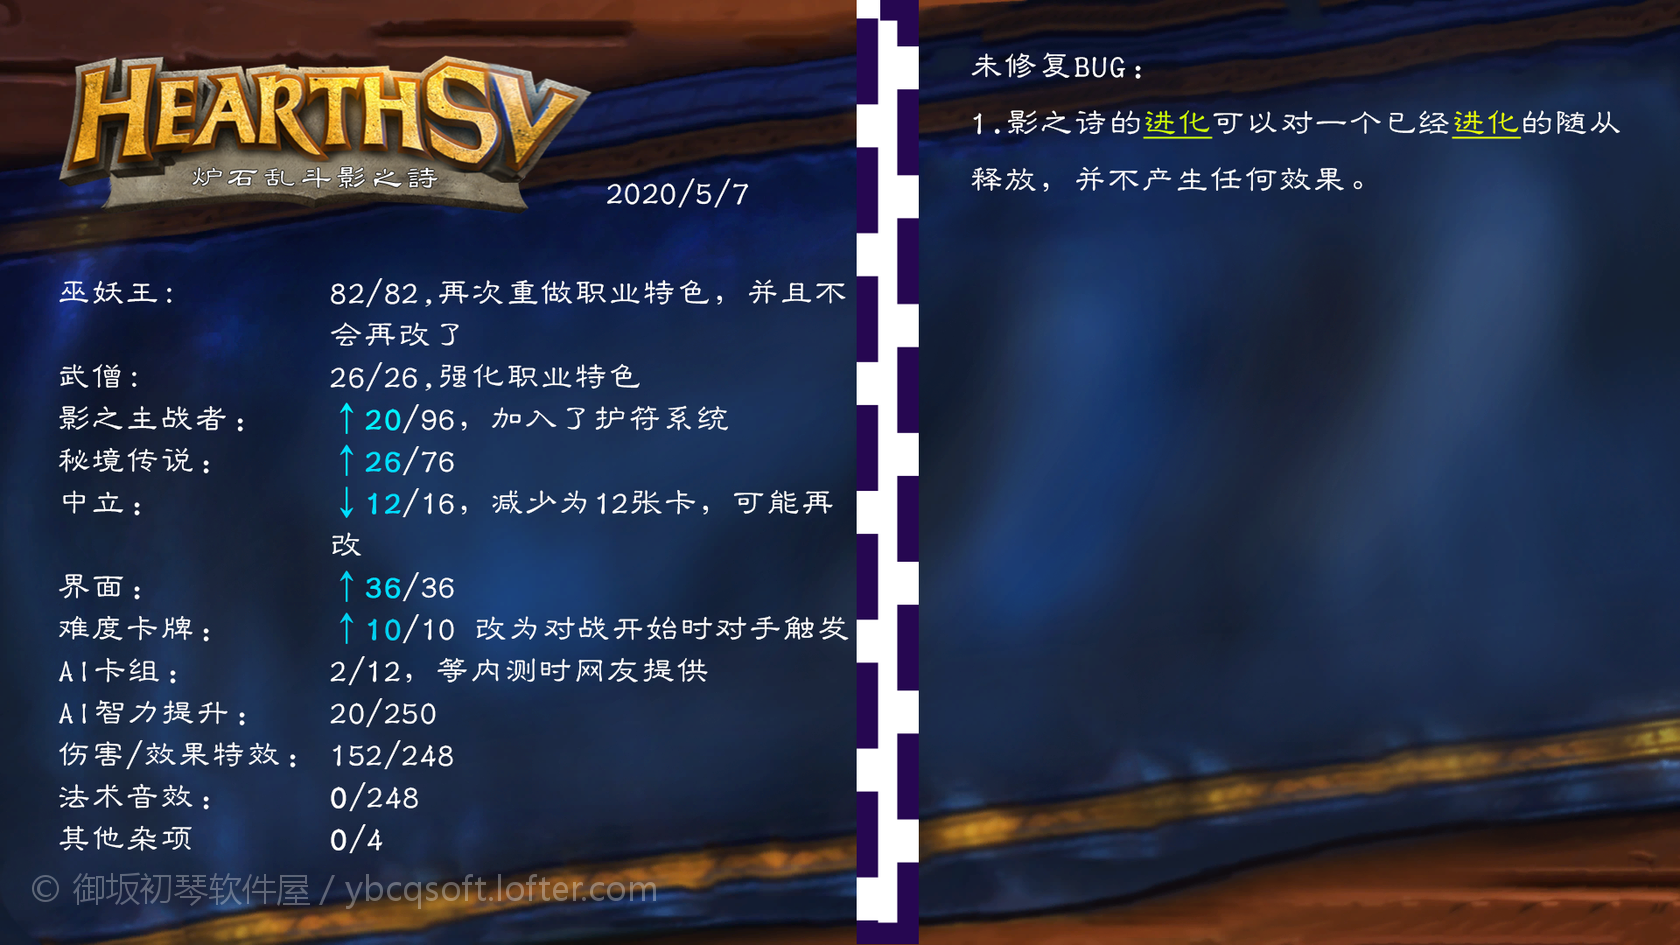 HEARTHSV
炉石乱斗影之詩
2020/5/7
巫妖王: 82/82,再次重做职业特色，并且不
会再改了
武僧: 26/26,强化职业特色
影之主战者： ↑20/96，加入了护符系统
秘境传说： ↑26/76
中立： ↓12/16，减少为12张卡，可能再
改
界面： ↑36/36
难度卡牌： ↑10/10 改为对战开始时对手触发
AI卡组： 2/12，等内测时网友提供
AI智力提升： 20/250
伤害/效果特效： 152/248
法术音效： 0/248
其他杂项 0/4
© 御坂初琴软件屋 / ybcqsoft.lofter.com
未修复BUG：
1.影之诗的进化可以对一个已经进化的随从
释放，并不产生任何效果。